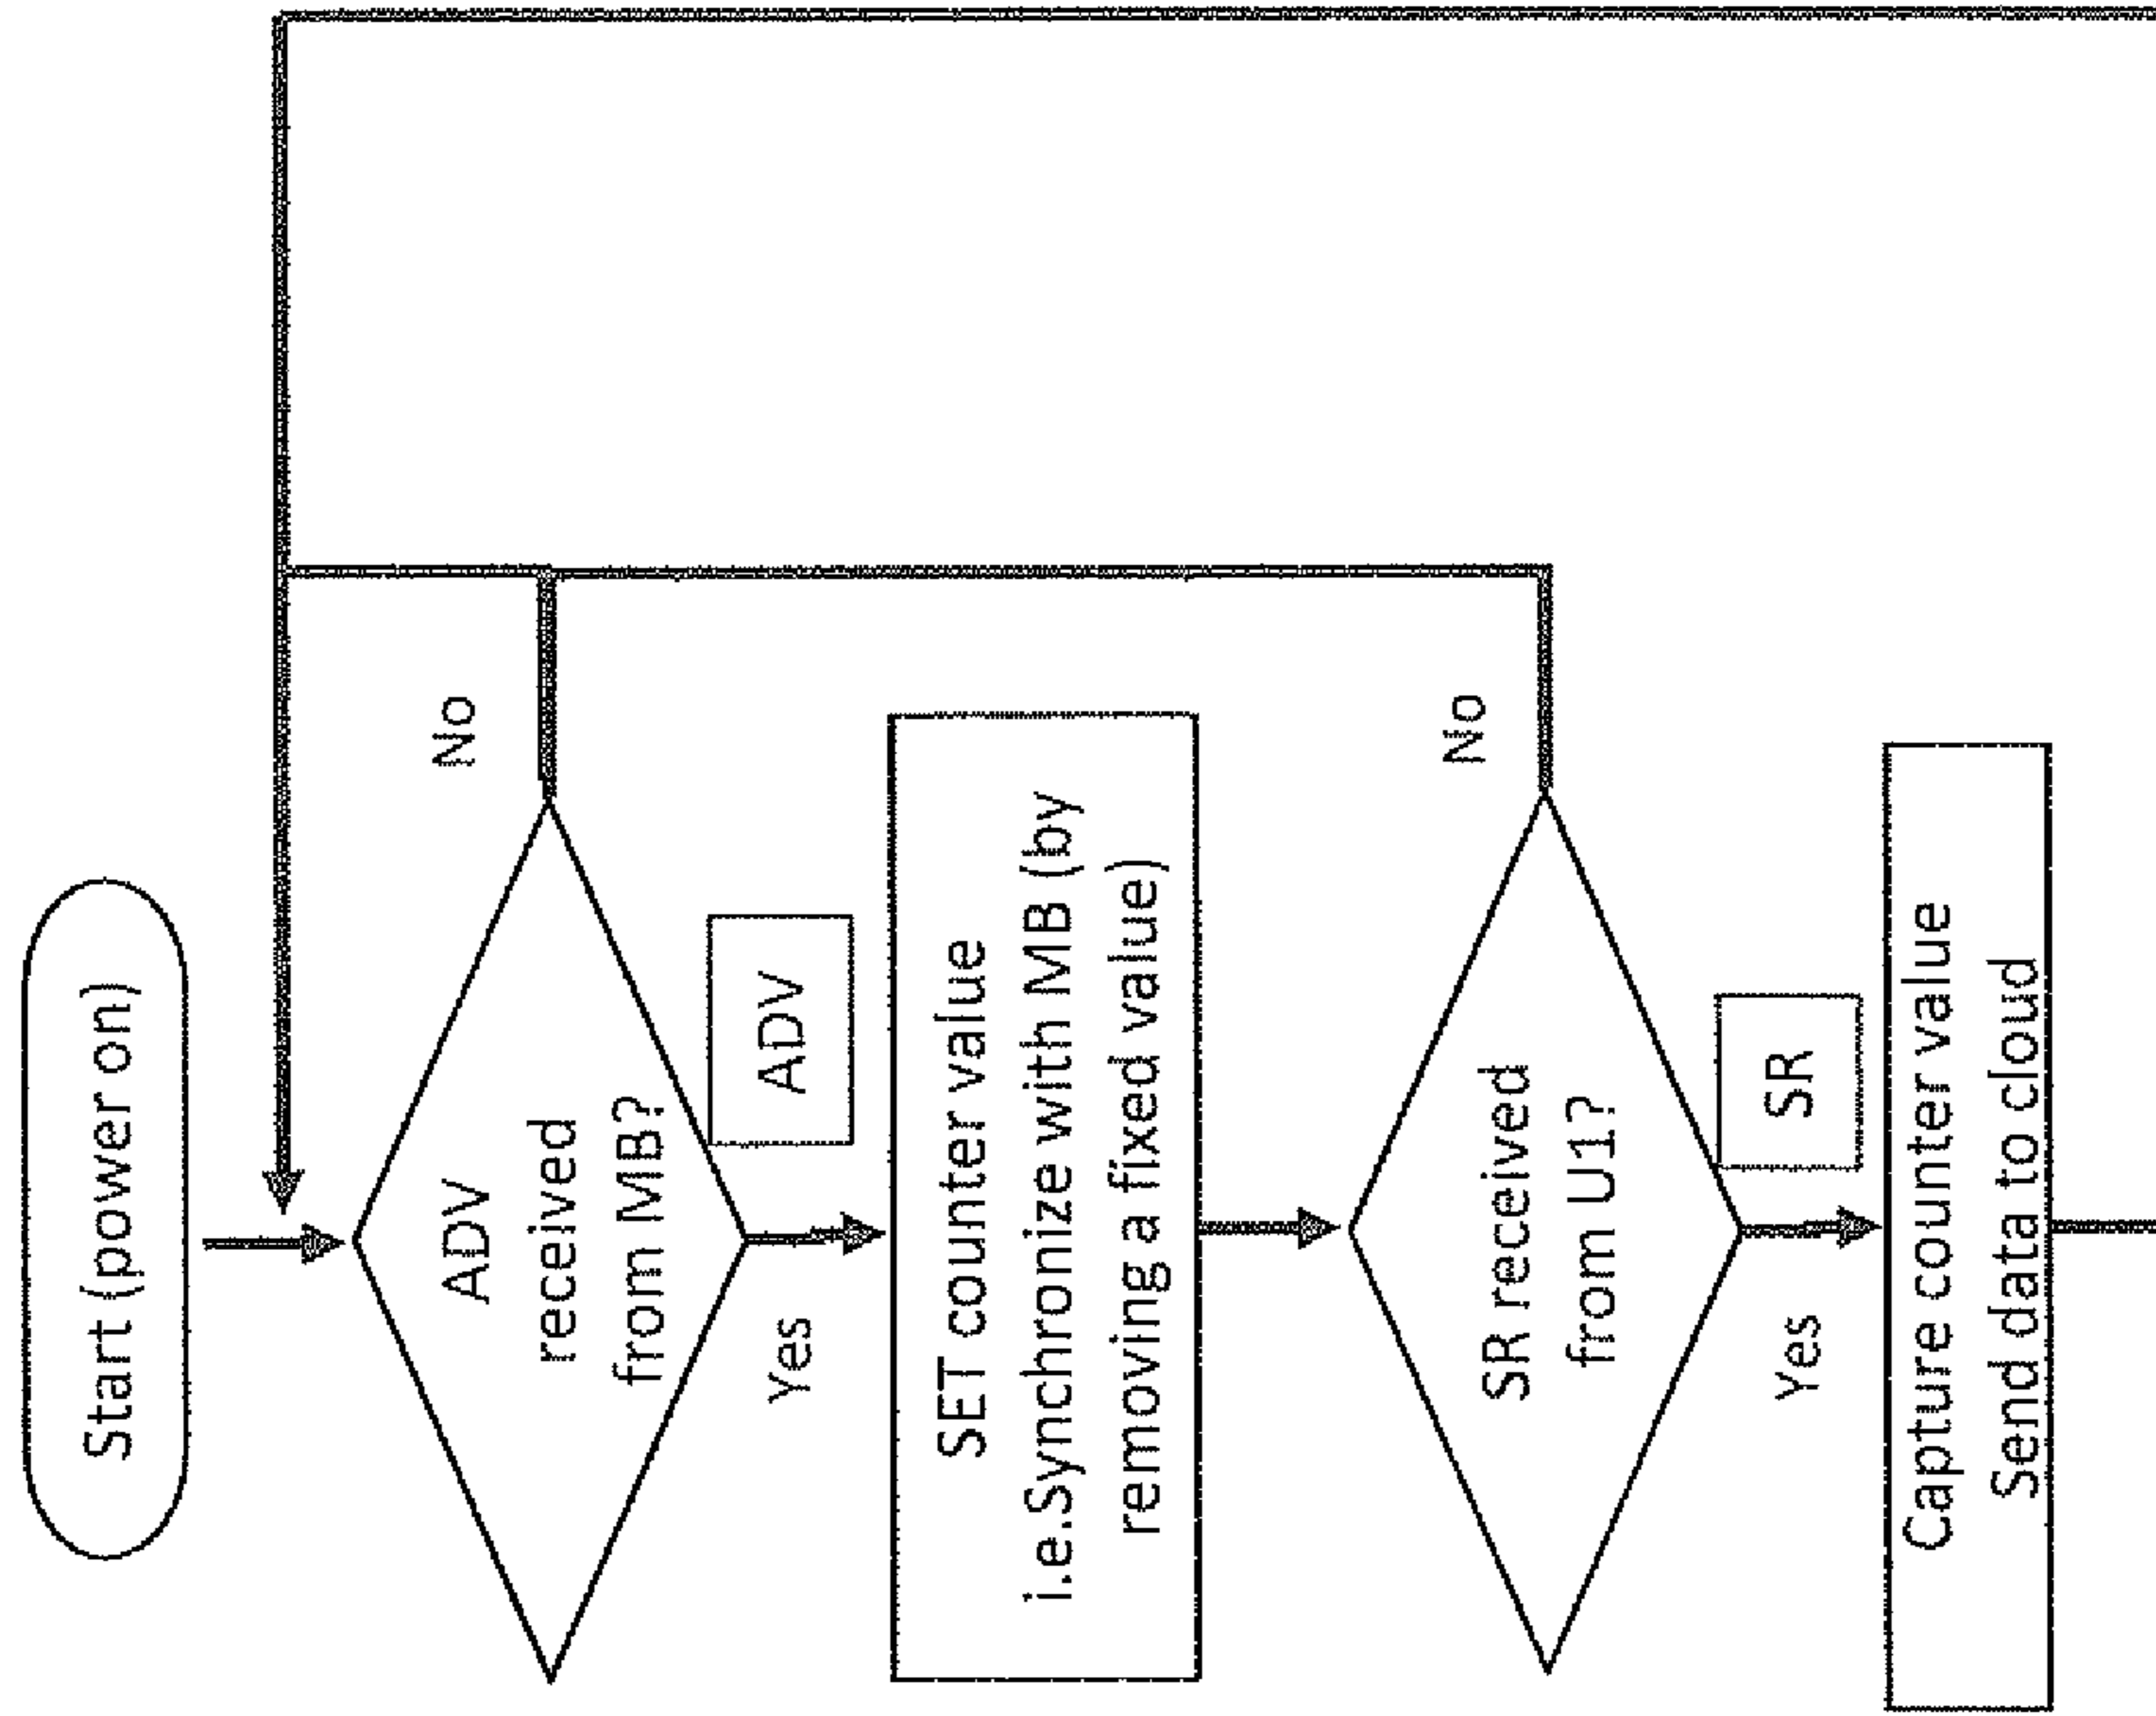 Start (power on)
ADV
received
from MB?
No
Yes
ADV
SET counter value
i.e.Synchronize with MB (by
removing a fixed value)
SR received
from U1?
No
Yes
SR
Capture counter value
Send data to cloud